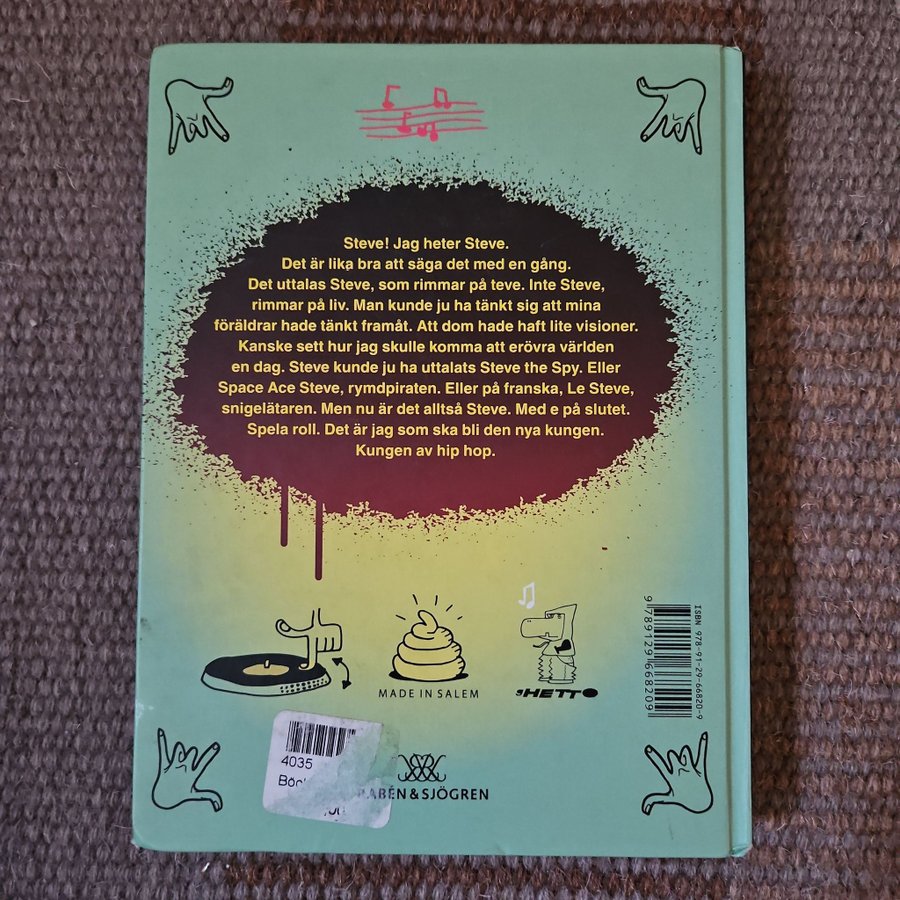 Steve! Jag heter Steve.
Det är lika bra att säga det med en gång.
Det uttalas Steve, som rimmar på teve. Inte Steve,
rimmar på liv. Man kunde ju ha tänkt sig att mina
föräldrar hade tänkt framåt. Att dom hade haft lite visioner.
Kanske sett hur jag skulle komma att erövra världen
en dag. Steve kunde ju ha uttalats Steve the Spy. Eller
Space Ace Steve, rymdpiraten. Eller på franska, Le Steve,
snigelätaren. Men nu är det alltså Steve. Med e på slutet.
Spela roll. Det är jag som ska bli den nya kungen.
Kungen av hip hop.
MADE IN SALEM
GHETTO
ISBN 978-91-29-66820-9
9 789129 668209
4035
RABÉN & SJÖGREN